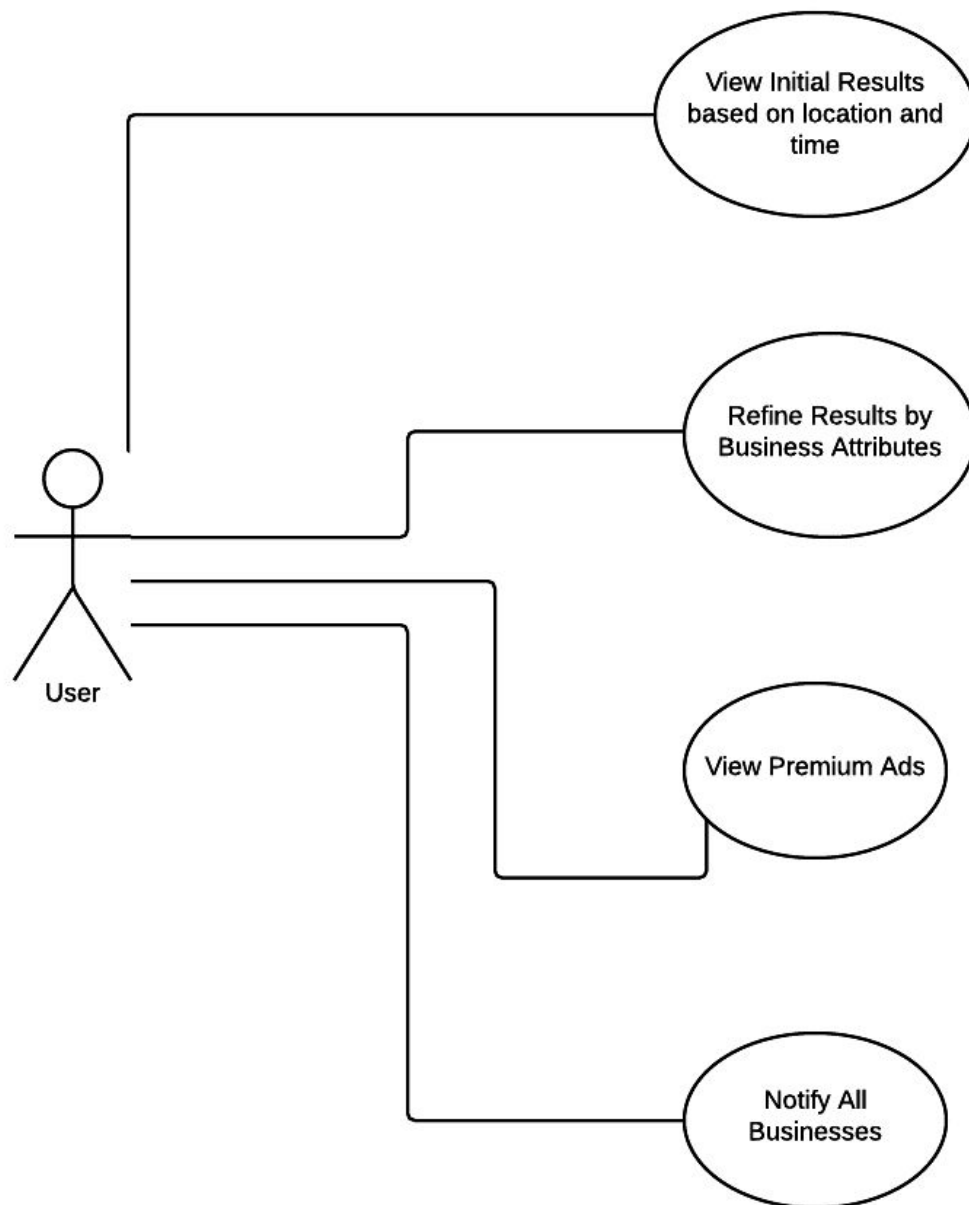 View Initial Results
based on location and
time
Refine Results by
Business Attributes
User
View Premium Ads
Notify All
Businesses